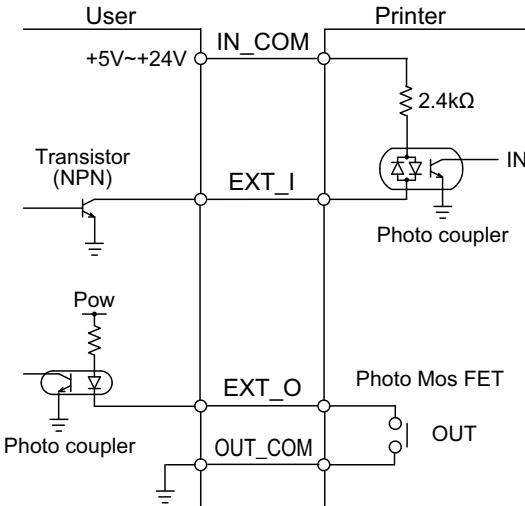 User
Printer
IN_COM
+5V~+24V
2.4kΩ
Transistor
(NPN)
IN
EXT_I
Photo coupler
Pow
Photo Mos FET
EXT_O
OUT
Photo coupler
OUT_COM